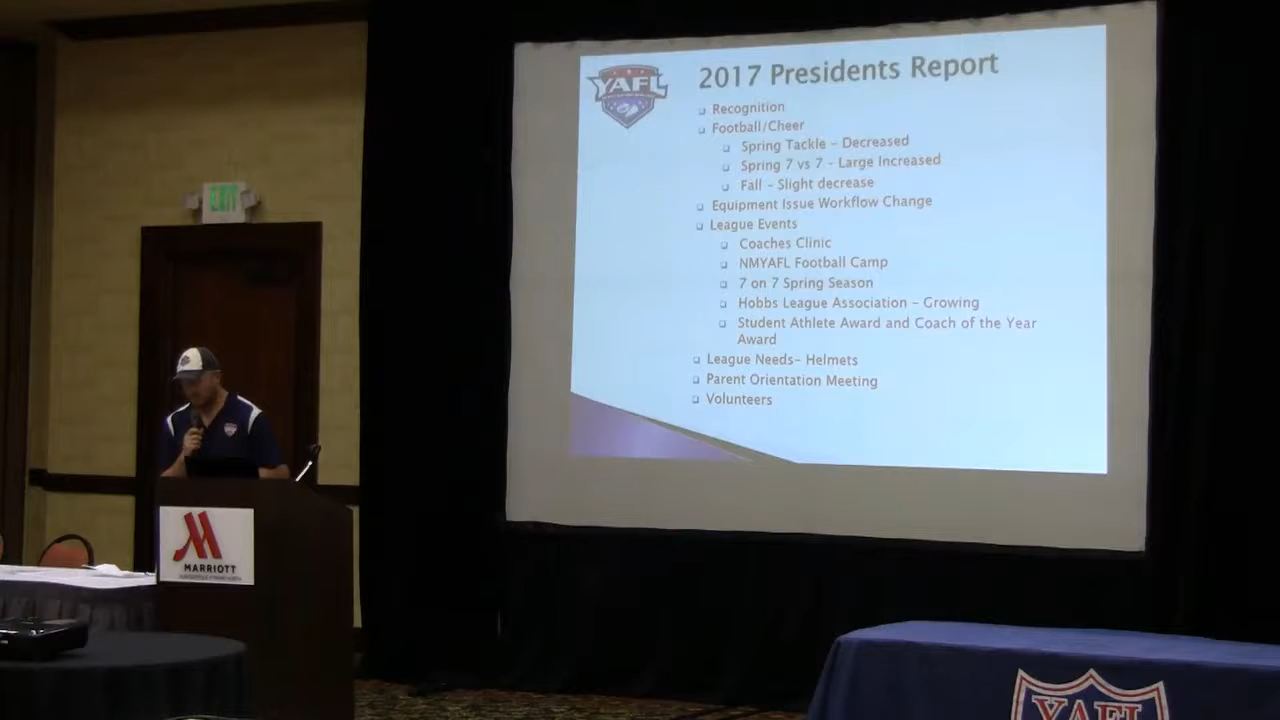 YAFL
2017 Presidents Report
Recognition
Football/Cheer
Spring Tackle - Decreased
Spring 7 vs 7 - Large Increased
Fall - Slight decrease
Equipment Issue Workflow Change
League Events
Coaches Clinic
NMYAFL Football Camp
7 on 7 Spring Season
Hobbs League Association - Growing
Student Athlete Award and Coach of the Year
Award
League Needs- Helmets
Parent Orientation Meeting
Volunteers
EXIT
MARRIOTT
YAFL